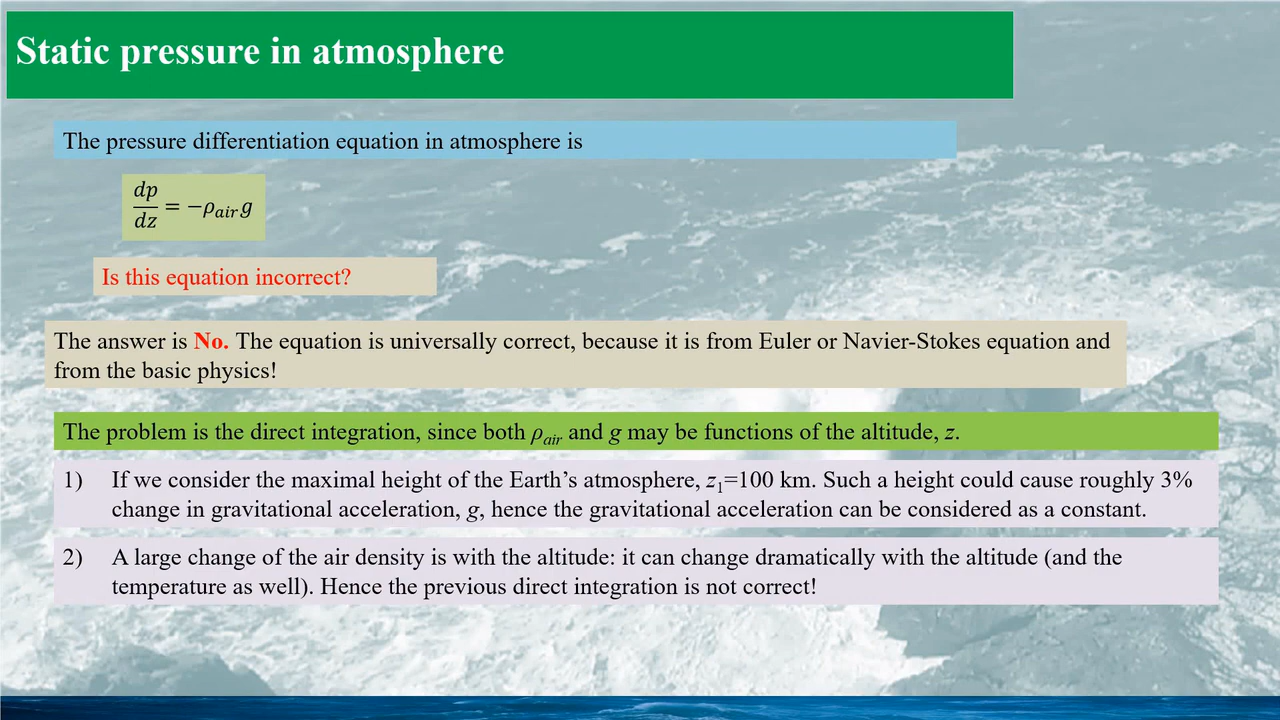 Static pressure in atmosphere
The pressure differentiation equation in atmosphere is
dp/dz = −ρ_air g
Is this equation incorrect?
The answer is No. The equation is universally correct, because it is from Euler or Navier-Stokes equation and
from the basic physics!
The problem is the direct integration, since both ρ_air and g may be functions of the altitude, z.
1) If we consider the maximal height of the Earth’s atmosphere, z₁=100 km. Such a height could cause roughly 3%
change in gravitational acceleration, g, hence the gravitational acceleration can be considered as a constant.
2) A large change of the air density is with the altitude: it can change dramatically with the altitude (and the
temperature as well). Hence the previous direct integration is not correct!